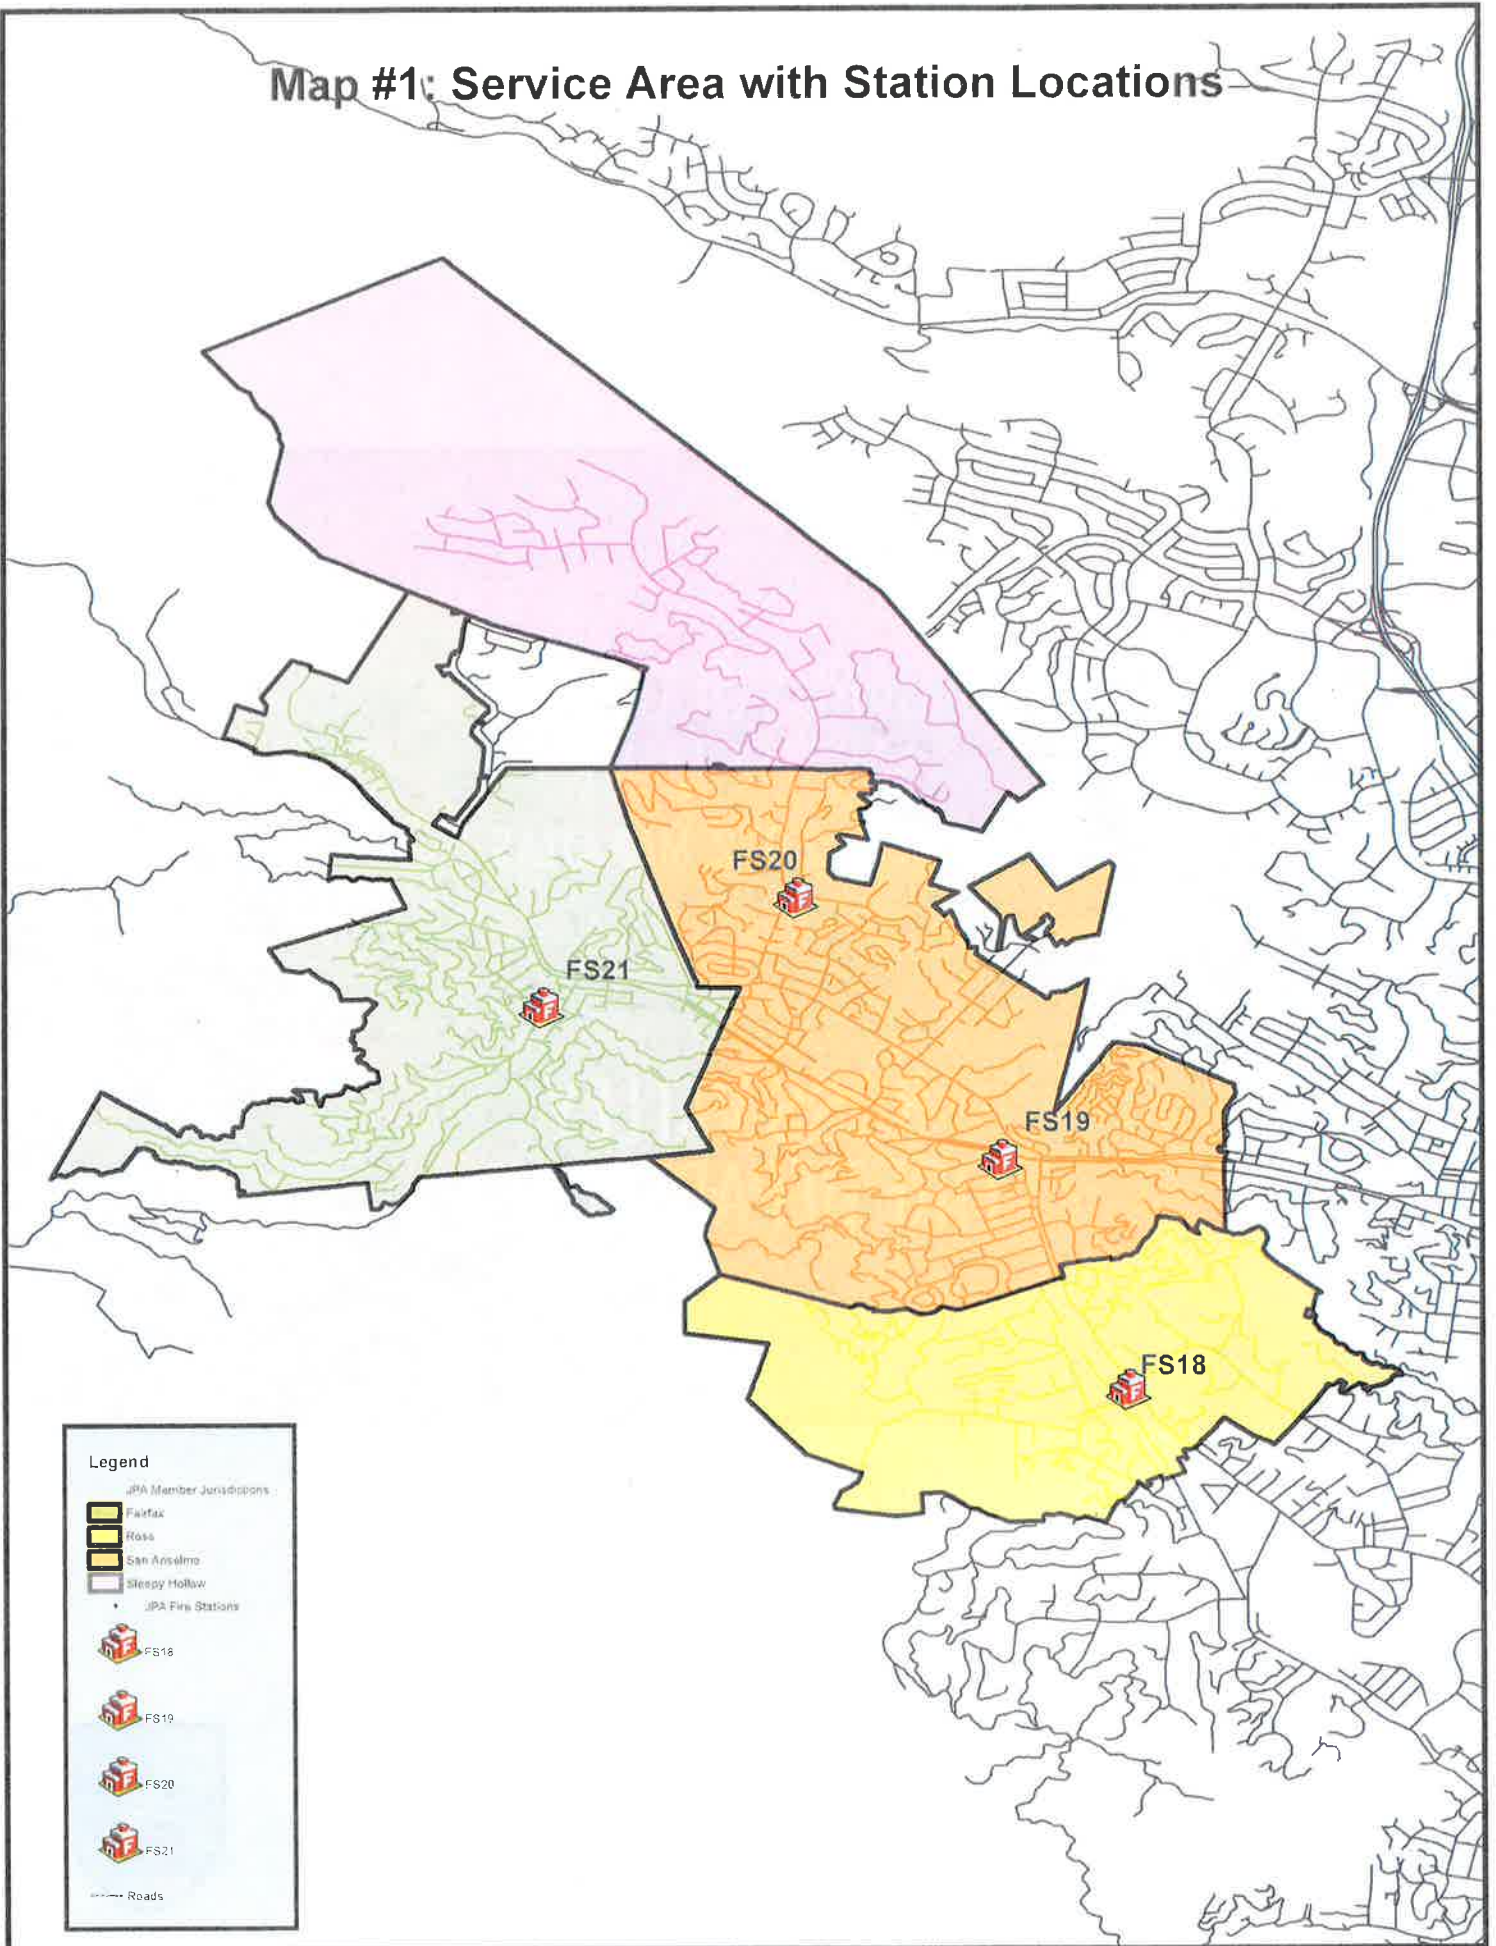 Map #1: Service Area with Station Locations
FS20
FS21
FS19
FS18
Legend
JPA Member Jurisdictions
Fairfax
Ross
San Anselmo
Sleepy Hollow
JPA Fire Stations
FS18
FS19
FS20
FS21
Roads